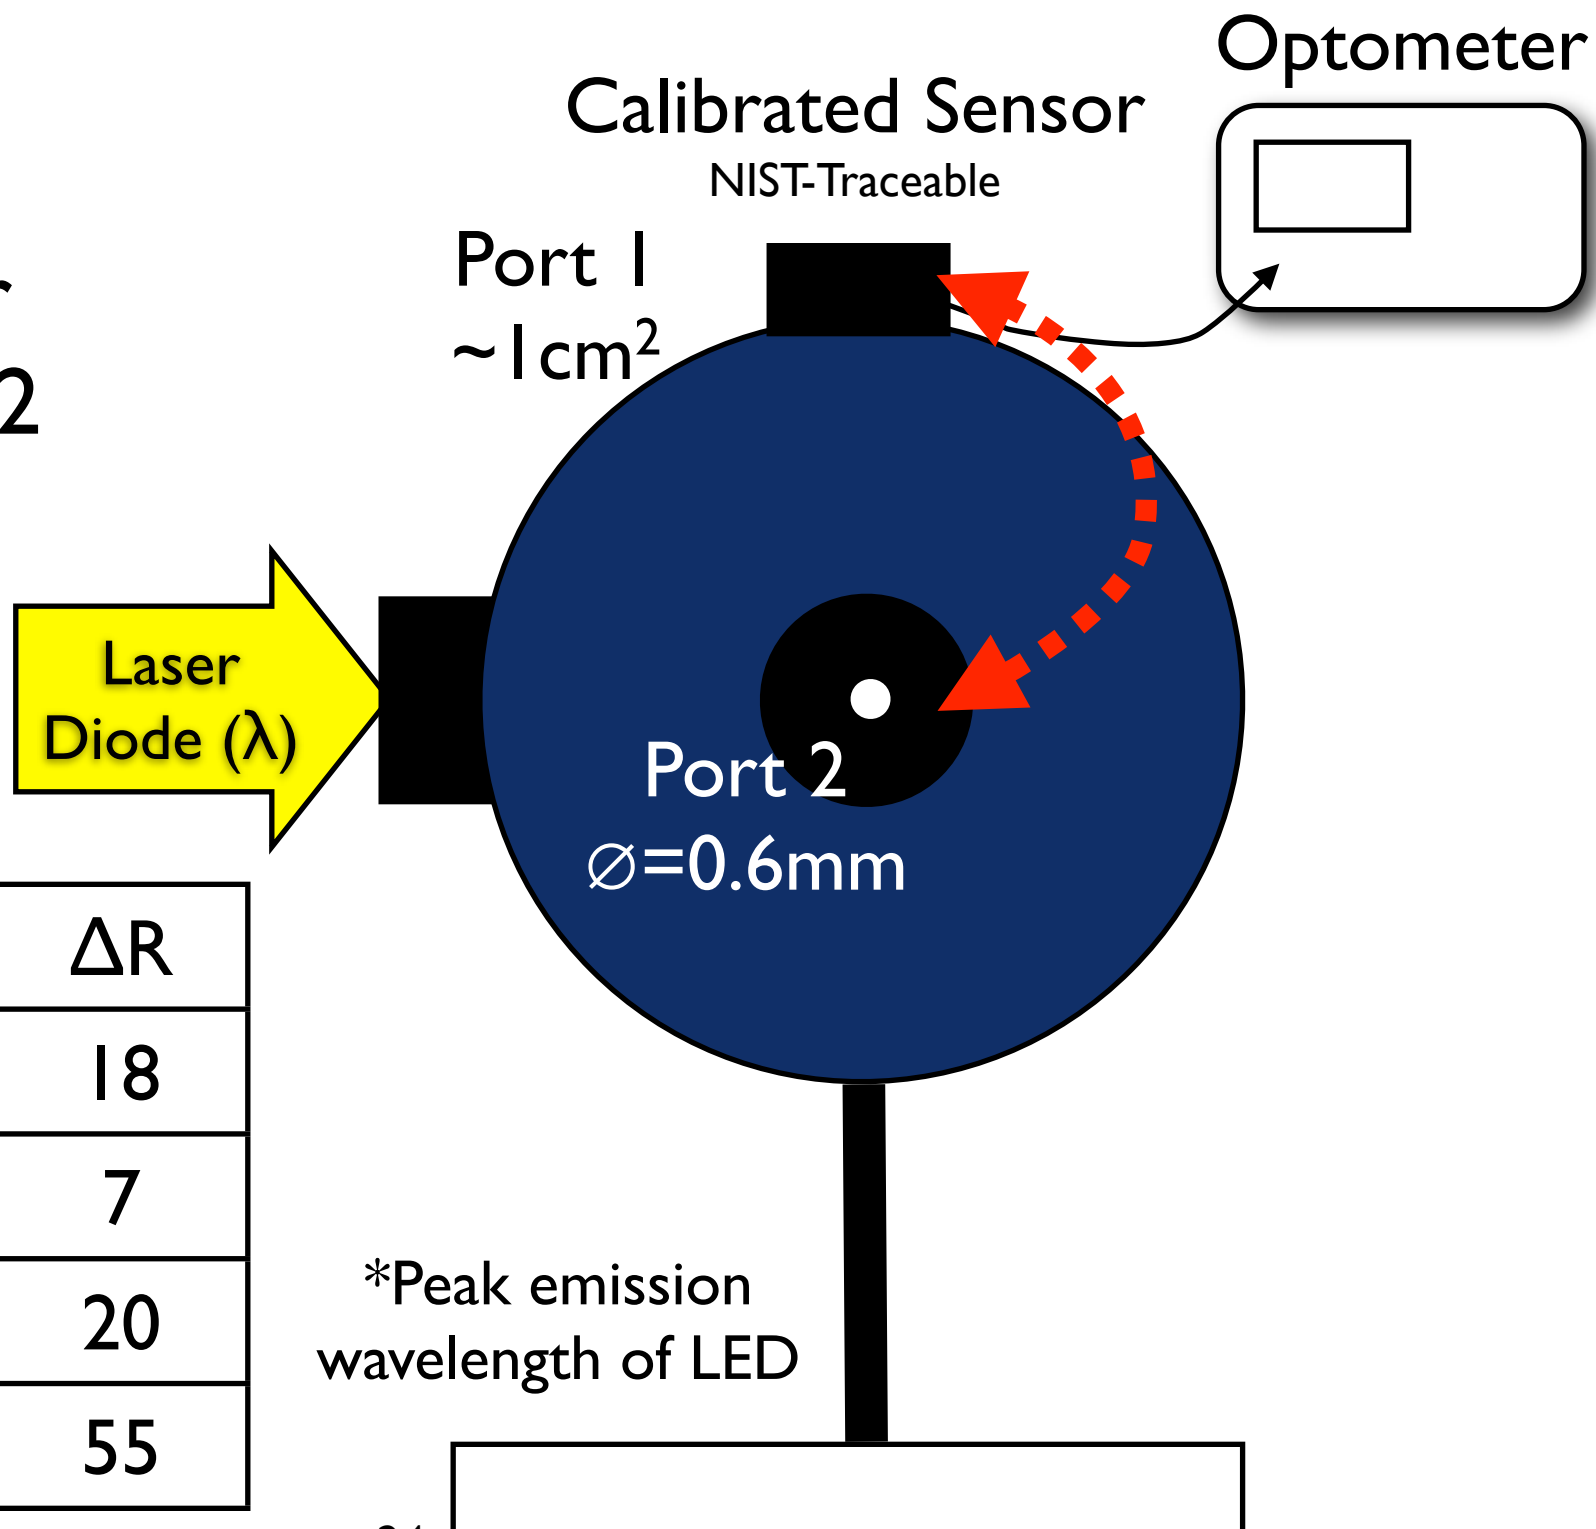 Optometer
Calibrated Sensor
NIST-Traceable
Port 1
~1cm²
2
Laser
Diode (λ)
Port 2
∅=0.6mm
ΔR
18
7
20
55
*Peak emission
wavelength of LED